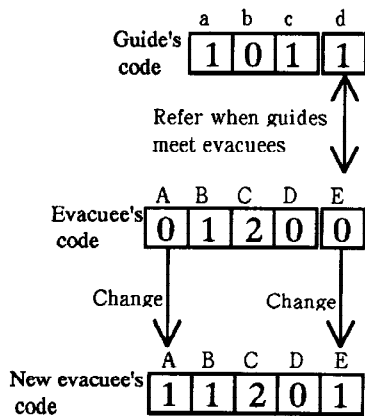 a b c d
Guide's
code
1 0 1 1
Refer when guides
meet evacuees
A B C D E
Evacuee's
code
0 1 2 0 0
Change Change
A B C D E
New evacuee's
code
1 1 2 0 1